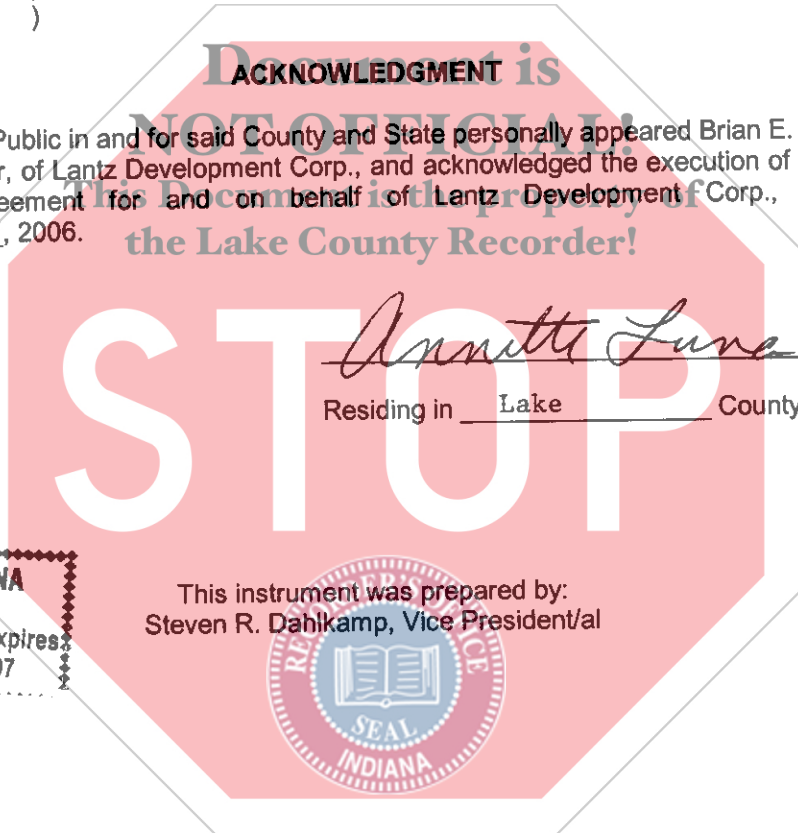 )
Document is
ACKNOWLEDGMENT
NOT OFFICIAL!
Public in and for said County and State personally appeared Brian E.
r, of Lantz Development Corp., and acknowledged the execution of
This Document is the property of
eement for and on behalf of Lantz Development Corp.,
, 2006.
the Lake County Recorder!
Annette Luna
Residing in Lake County
STOP
NA
xpires
07
This instrument was prepared by:
Steven R. Dahlkamp, Vice President/al
RECORDER'S OFFICE
SEAL
INDIANA